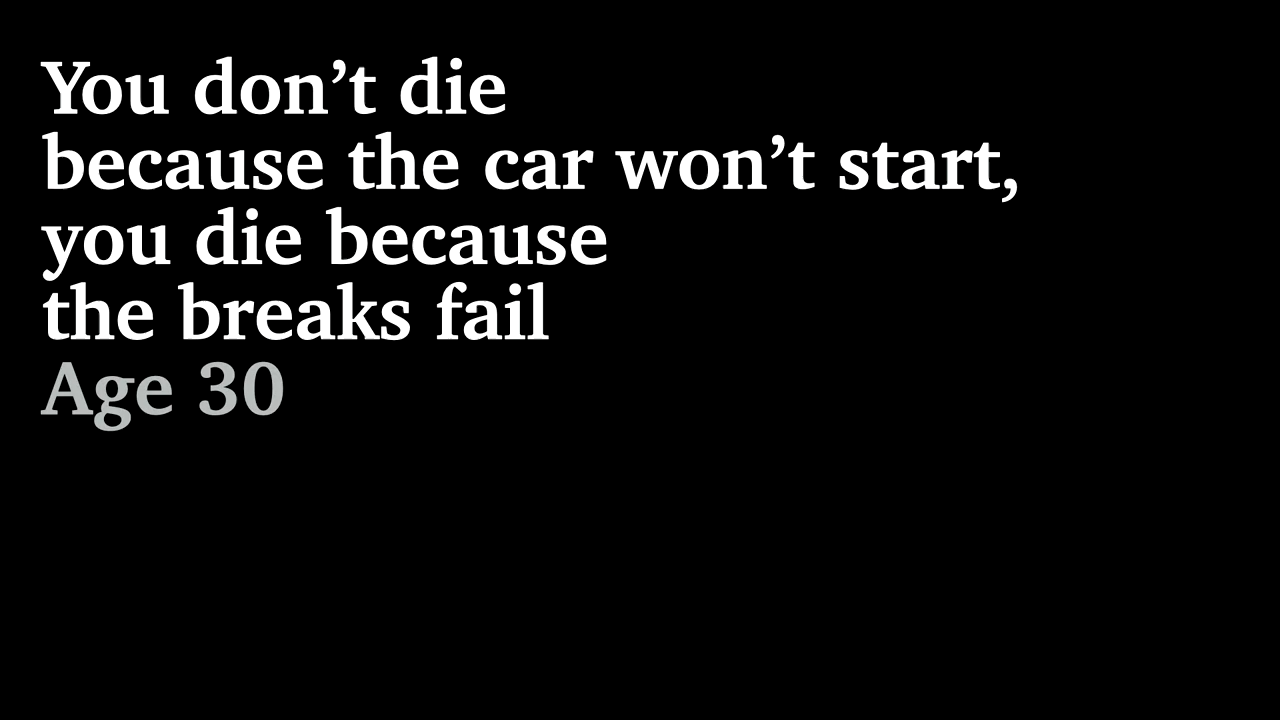 You don’t die
because the car won’t start,
you die because
the breaks fail
Age 30